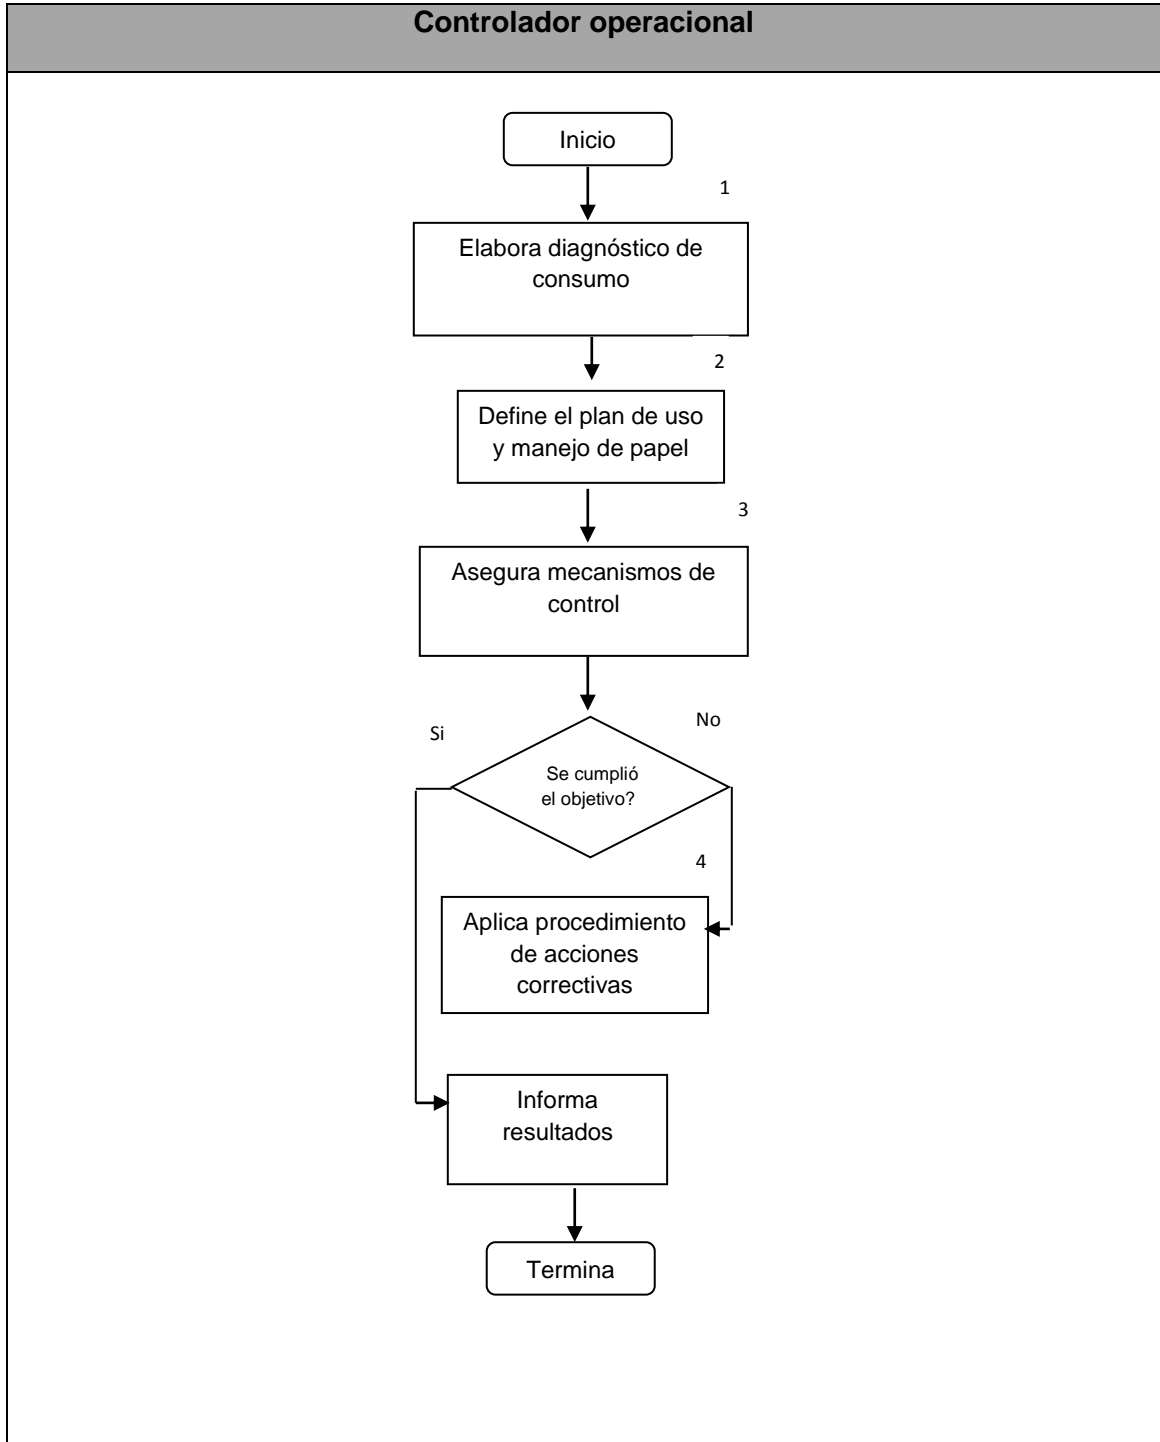 Controlador operacional
Inicio
1
Elabora diagnóstico de
consumo
2
Define el plan de uso
y manejo de papel
3
Asegura mecanismos de
control
Si
No
Se cumplió
el objetivo?
4
Aplica procedimiento
de acciones
correctivas
Informa
resultados
Termina